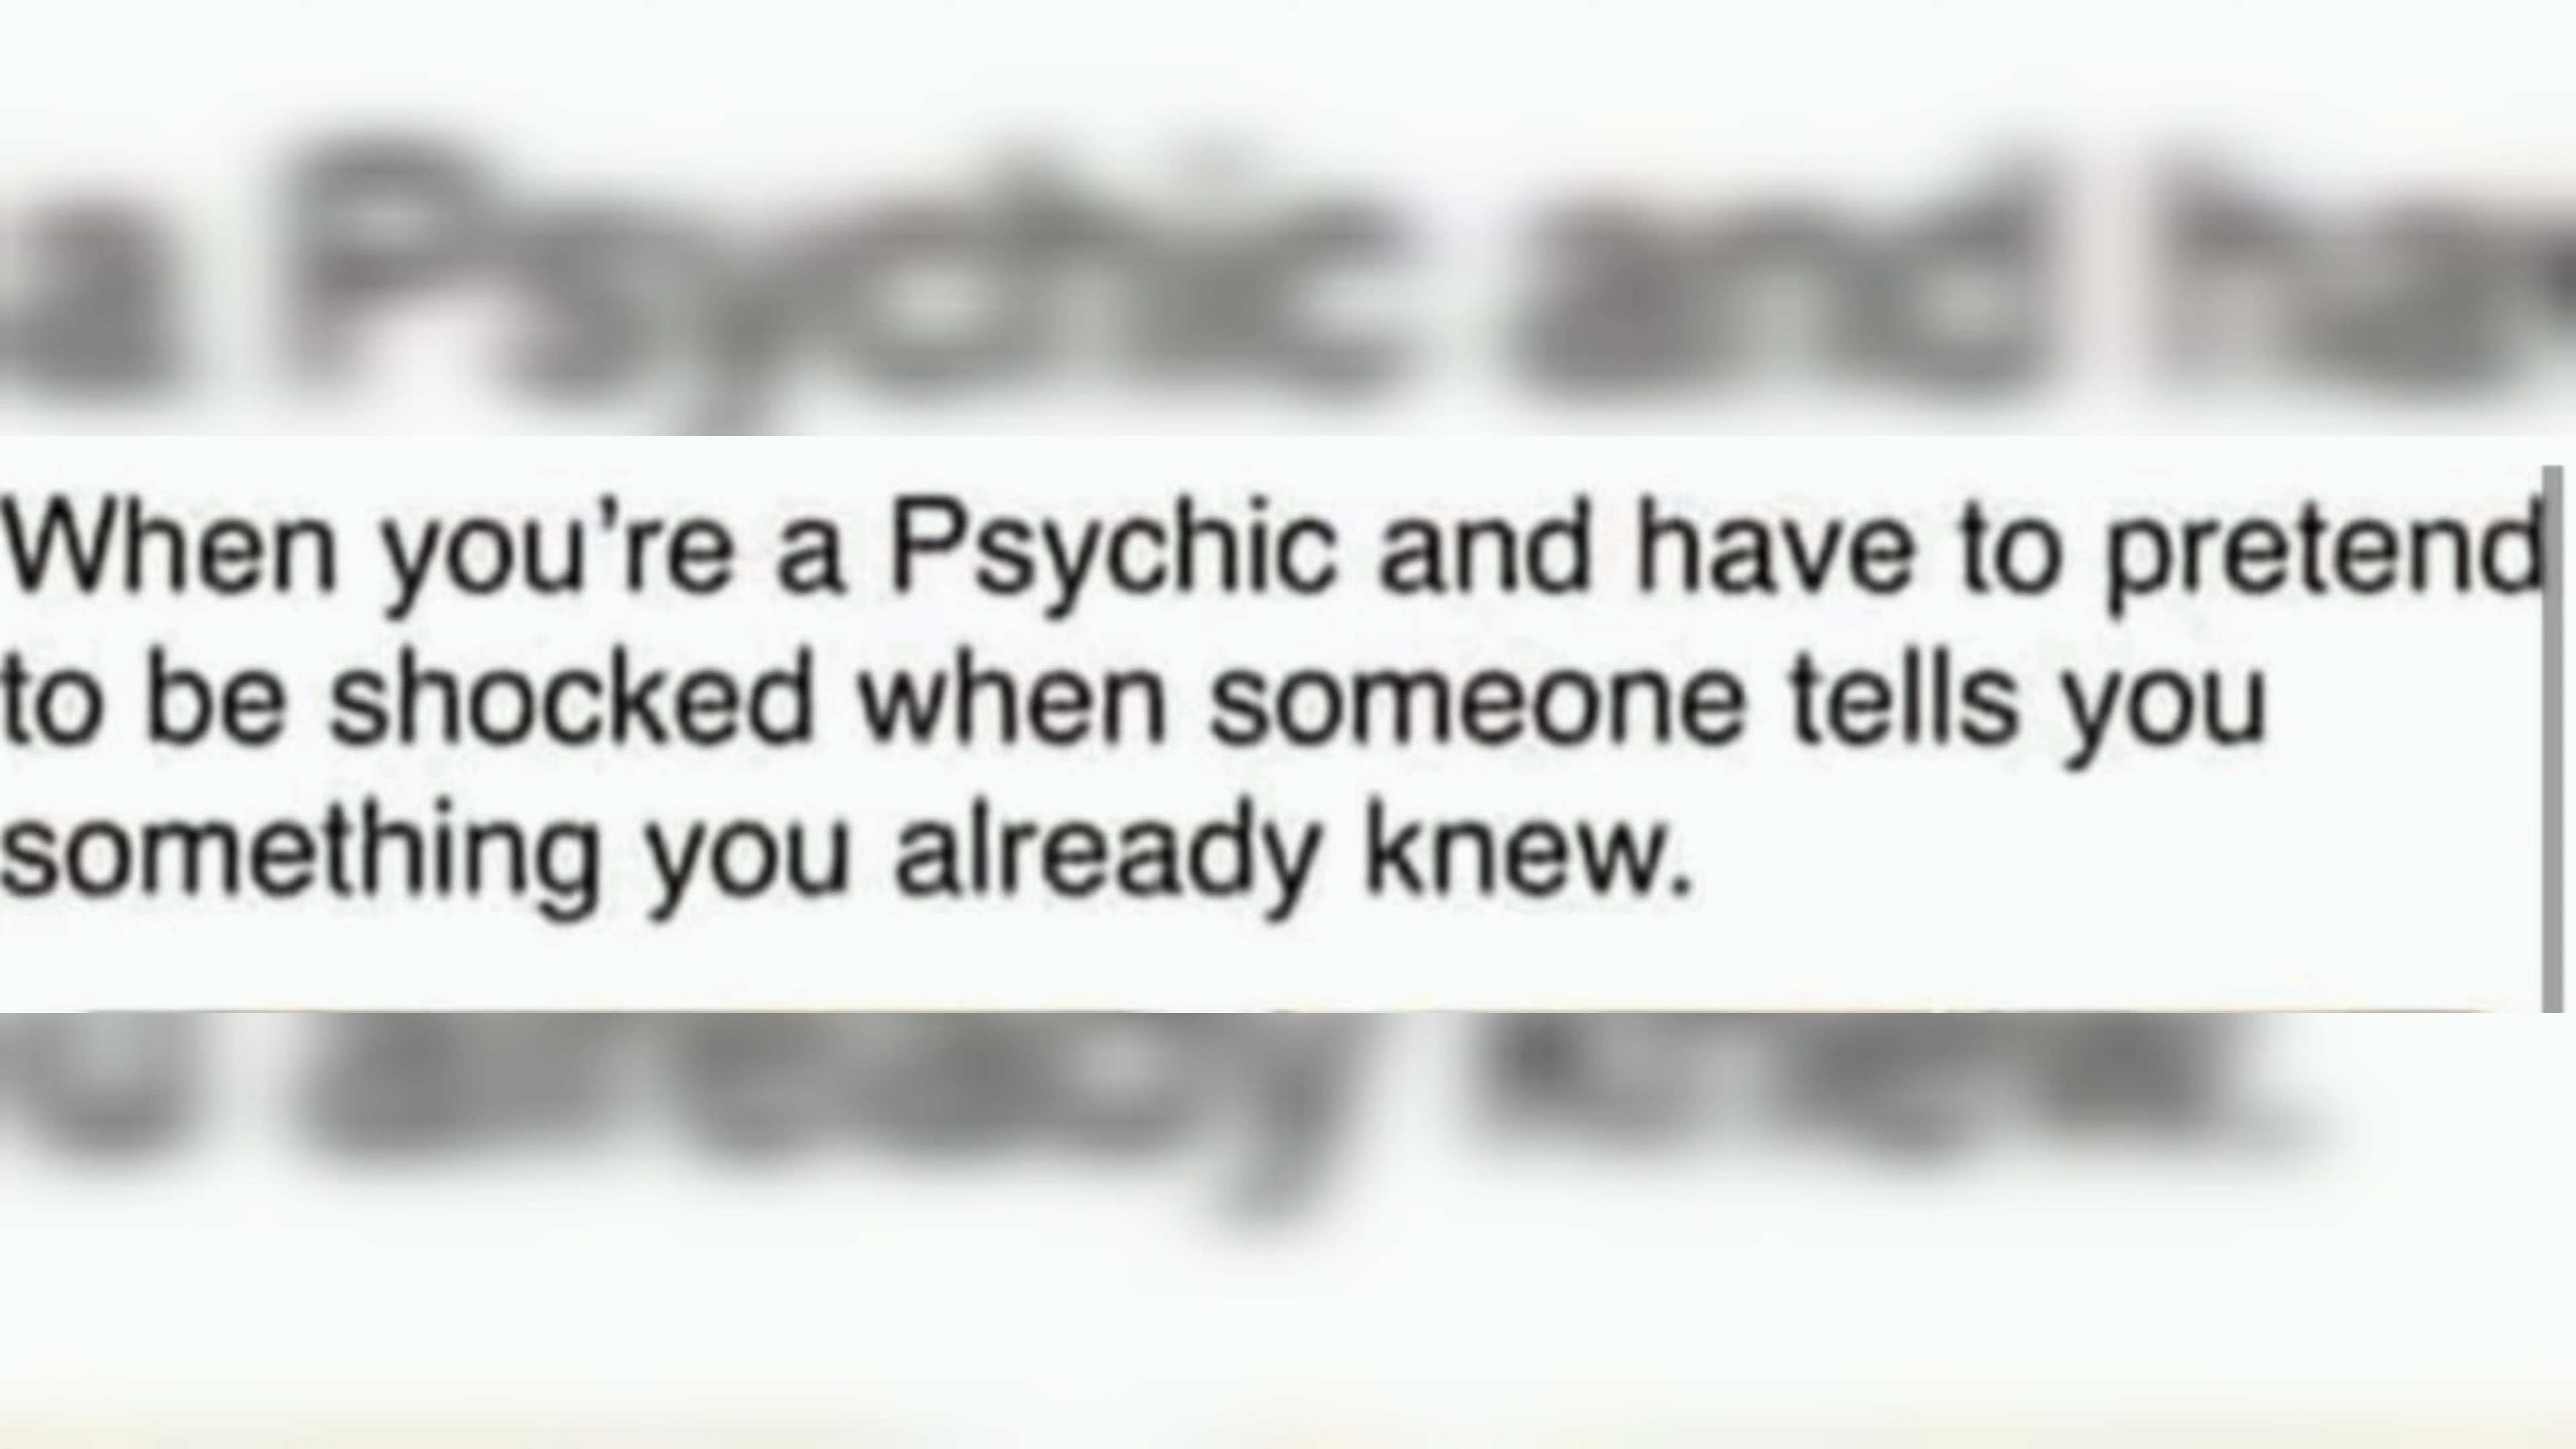 When you’re a Psychic and have to pretend
to be shocked when someone tells you
something you already knew.